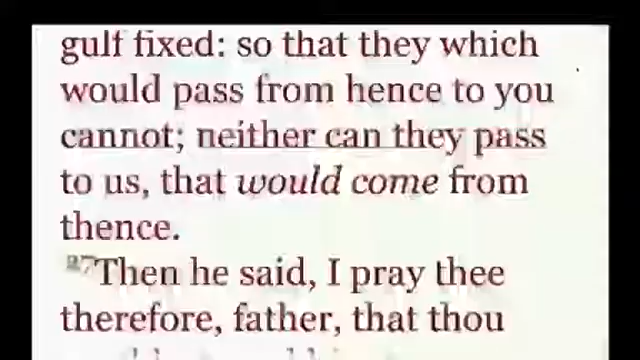 gulf fixed: so that they which
would pass from hence to you
cannot; neither can they pass
to us, that would come from
thence.
27Then he said, I pray thee
therefore, father, that thou